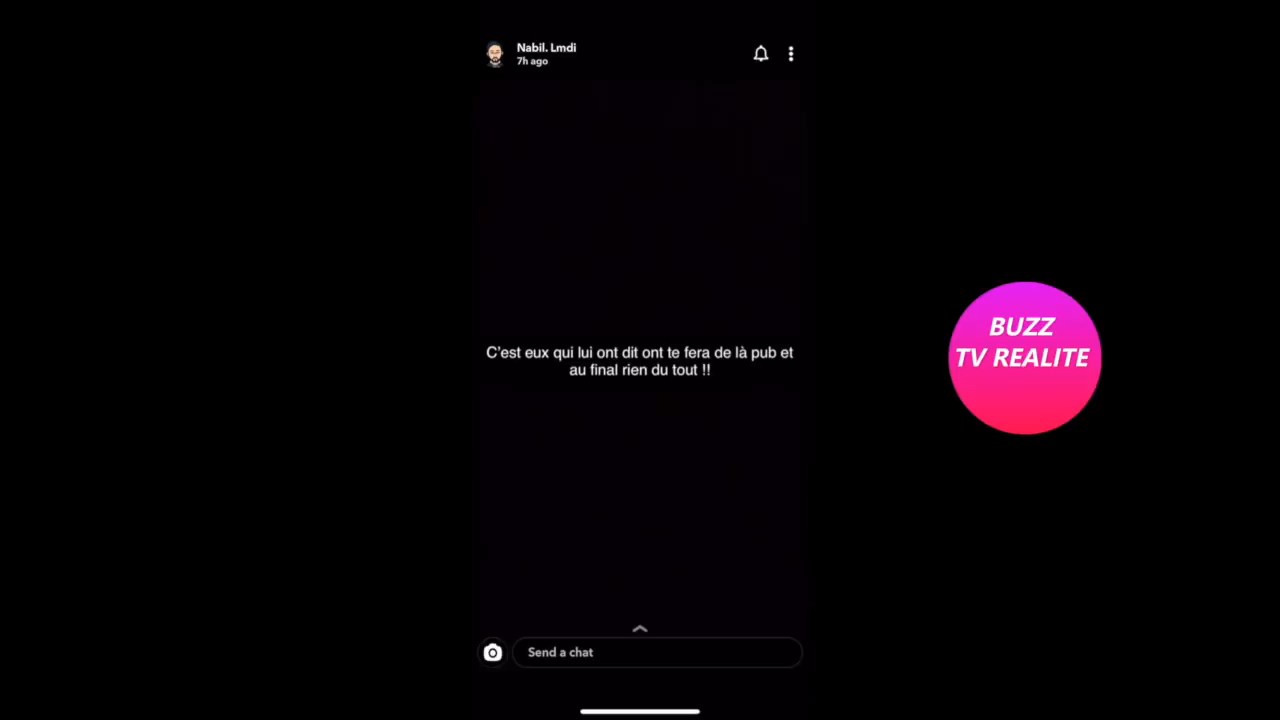 Nabil. Lmdi
7h ago
C'est eux qui lui ont dit ont te fera de là pub et
au final rien du tout !!
BUZZ
TV REALITE
Send a chat